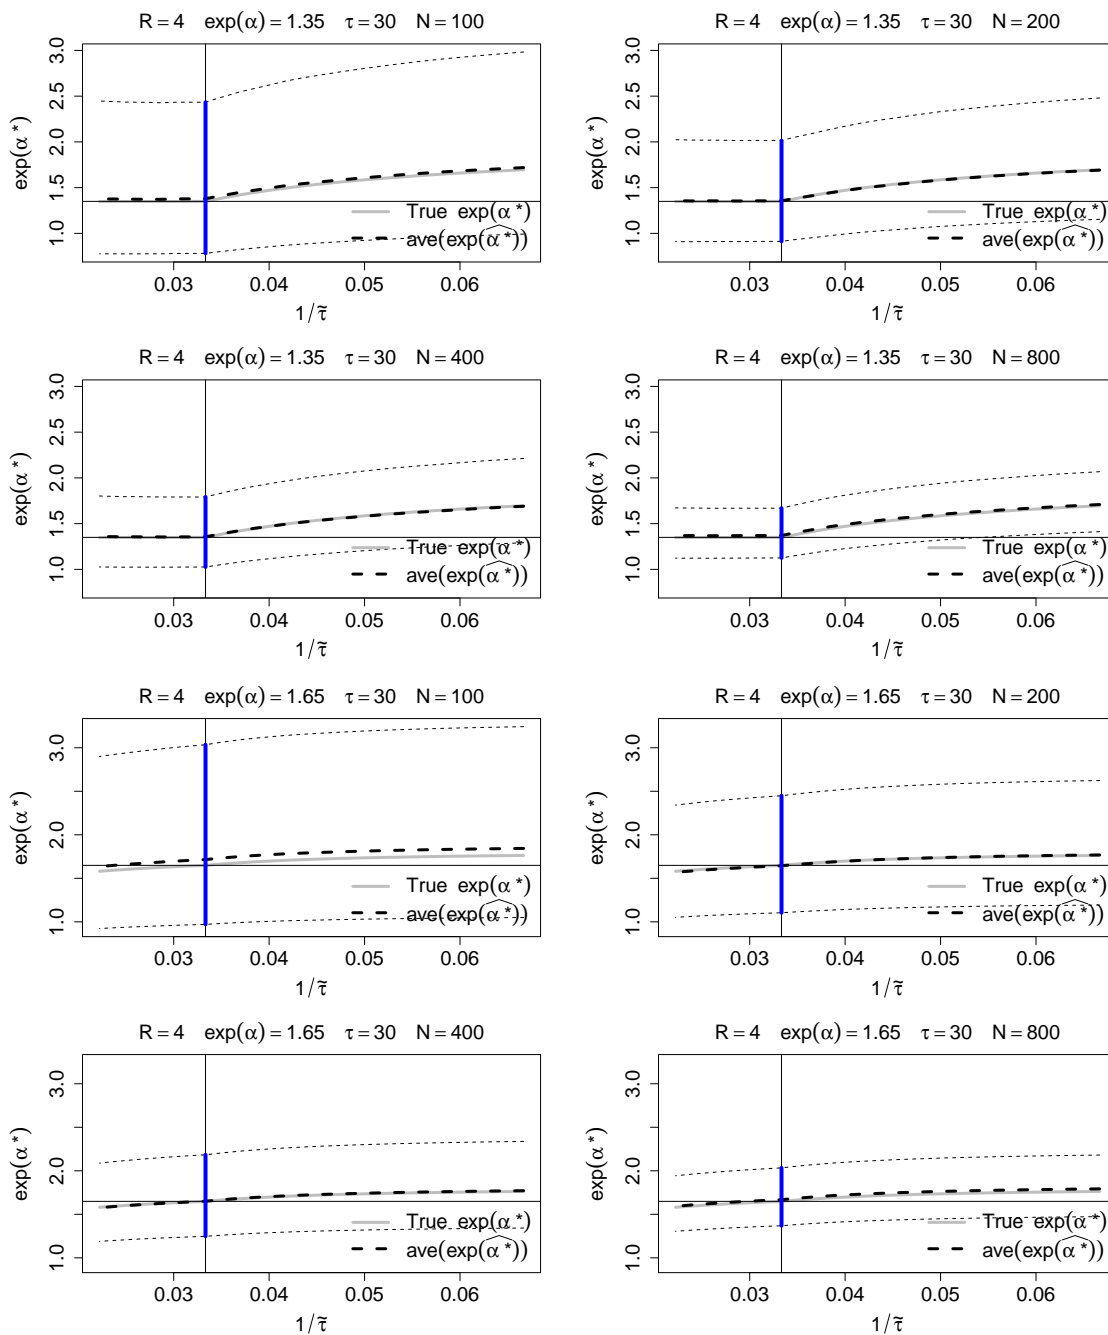 R = 4 exp(α) = 1.35 τ = 30 N = 100
exp(α*)
1.0 1.5 2.0 2.5 3.0
True exp(α*)
ave(exp(α*^))
0.03 0.04 0.05 0.06
1/τ̃
R = 4 exp(α) = 1.35 τ = 30 N = 200
exp(α*)
1.0 1.5 2.0 2.5 3.0
True exp(α*)
ave(exp(α*^))
0.03 0.04 0.05 0.06
1/τ̃
R = 4 exp(α) = 1.35 τ = 30 N = 400
exp(α*)
1.0 1.5 2.0 2.5 3.0
True exp(α*)
ave(exp(α*^))
0.03 0.04 0.05 0.06
1/τ̃
R = 4 exp(α) = 1.35 τ = 30 N = 800
exp(α*)
1.0 1.5 2.0 2.5 3.0
True exp(α*)
ave(exp(α*^))
0.03 0.04 0.05 0.06
1/τ̃
R = 4 exp(α) = 1.65 τ = 30 N = 100
exp(α*)
1.0 2.0 3.0
True exp(α*)
ave(exp(α*^))
0.03 0.04 0.05 0.06
1/τ̃
R = 4 exp(α) = 1.65 τ = 30 N = 200
exp(α*)
1.0 2.0 3.0
True exp(α*)
ave(exp(α*^))
0.03 0.04 0.05 0.06
1/τ̃
R = 4 exp(α) = 1.65 τ = 30 N = 400
exp(α*)
1.0 2.0 3.0
True exp(α*)
ave(exp(α*^))
0.03 0.04 0.05 0.06
1/τ̃
R = 4 exp(α) = 1.65 τ = 30 N = 800
exp(α*)
1.0 2.0 3.0
True exp(α*)
ave(exp(α*^))
0.03 0.04 0.05 0.06
1/τ̃